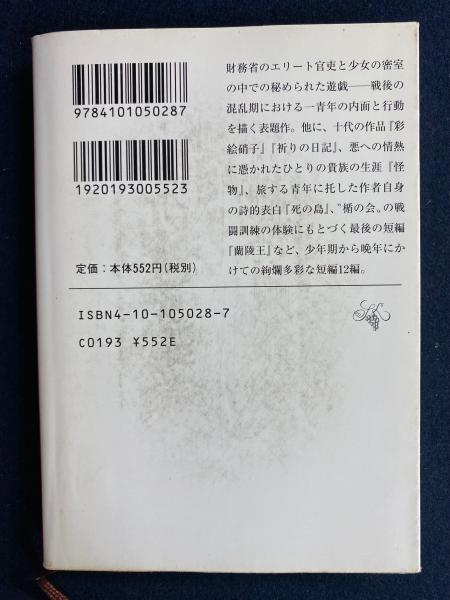 9784101050287
1920193005523
定価：本体552円（税別）
財務省のエリート官吏と少女の密室
の中での秘められた遊戯――戦後の
混乱期における一青年の内面と行動
を描く表題作。他に、十代の作品『彩
絵硝子』『祈りの日記』、悪への情熱
に憑かれたひとりの貴族の生涯『怪
物』、旅する青年に托した作者自身
の詩的表白『死の島』、〝楯の会〟の戦
闘訓練の体験にもとづく最後の短編
『蘭陵王』など、少年期から晩年にか
けての絢爛多彩な短編12編。
ISBN4-10-105028-7
C0193 ¥552E